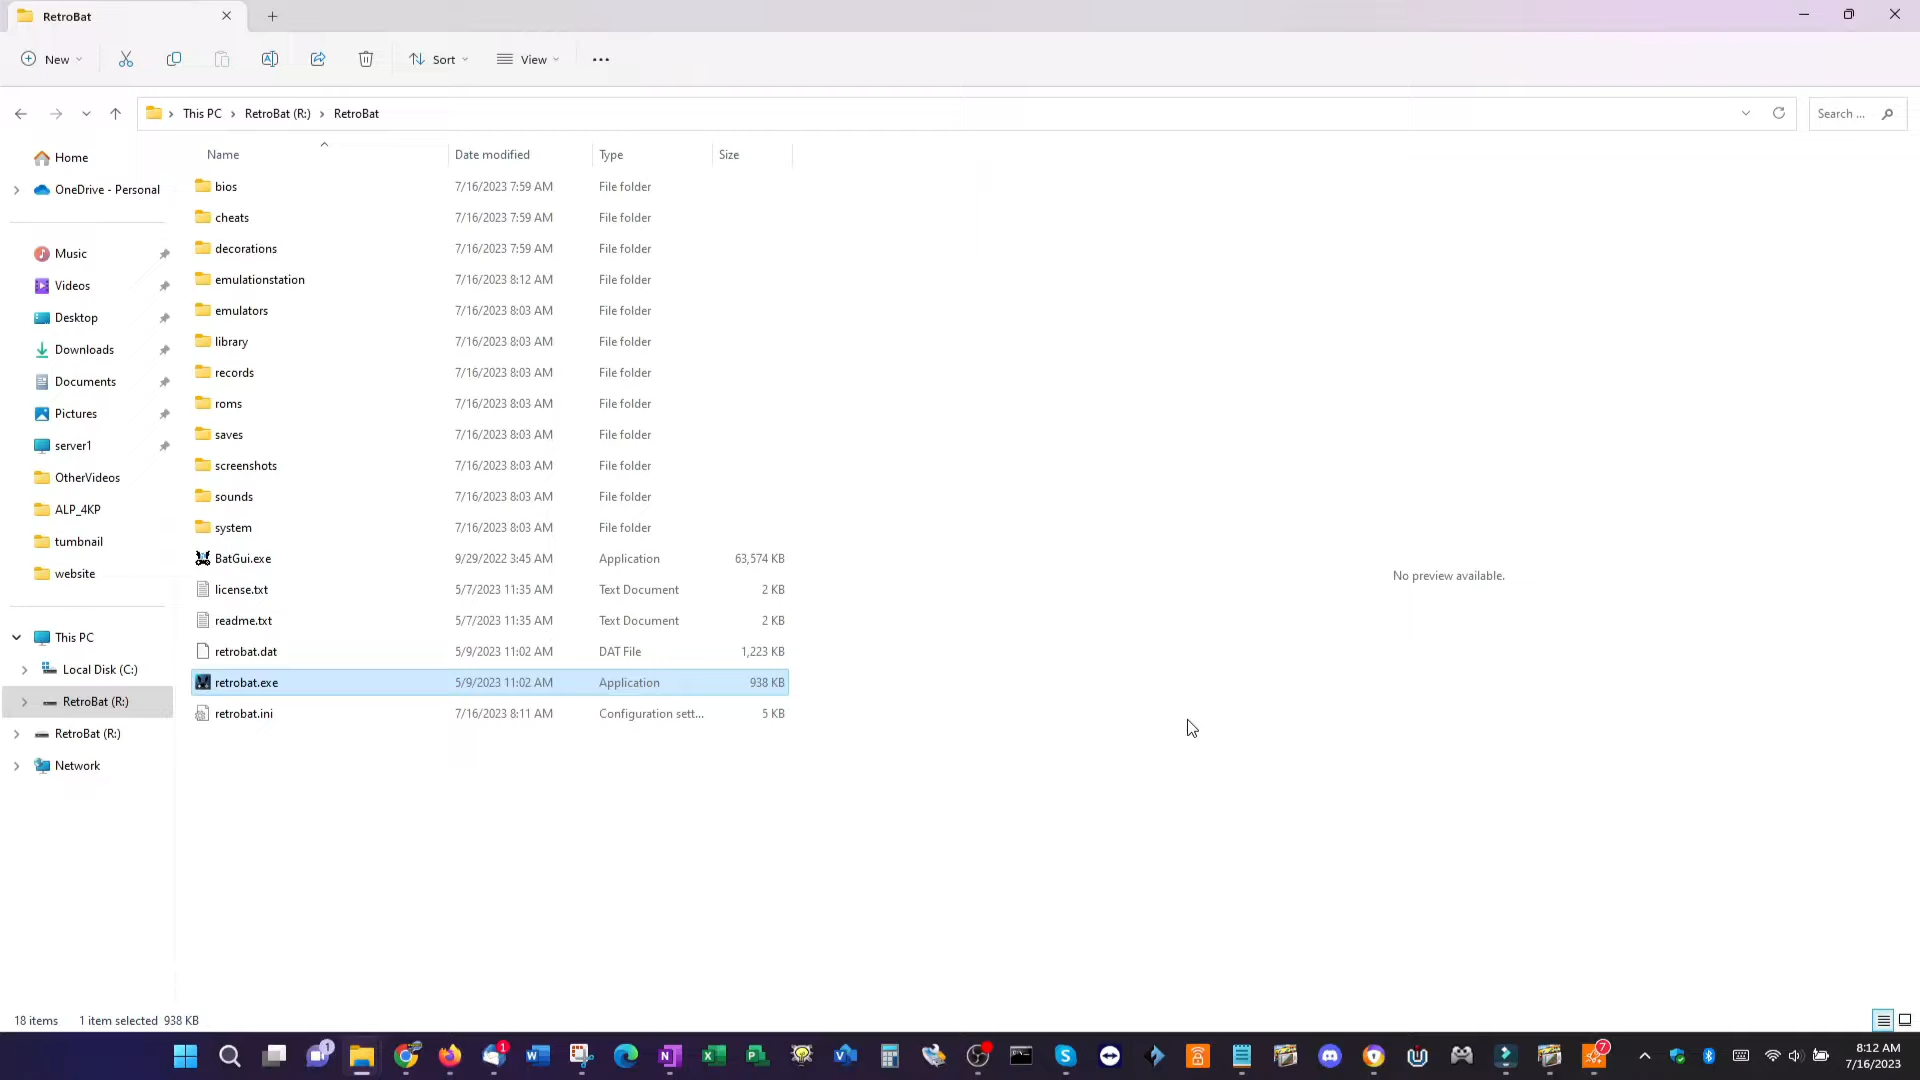 RetroBat
New
Sort
View
This PC
RetroBat (R:)
RetroBat
Search ...
Name Date modified Type Size
Home
OneDrive - Personal
Music
Videos
Desktop
Downloads
Documents
Pictures
server1
OtherVideos
ALP_4KP
tumbnail
website
This PC
Local Disk (C:)
RetroBat (R:)
RetroBat (R:)
Network
bios 7/16/2023 7:59 AM File folder
cheats 7/16/2023 7:59 AM File folder
decorations 7/16/2023 7:59 AM File folder
emulationstation 7/16/2023 8:12 AM File folder
emulators 7/16/2023 8:03 AM File folder
library 7/16/2023 8:03 AM File folder
records 7/16/2023 8:03 AM File folder
roms 7/16/2023 8:03 AM File folder
saves 7/16/2023 8:03 AM File folder
screenshots 7/16/2023 8:03 AM File folder
sounds 7/16/2023 8:03 AM File folder
system 7/16/2023 8:03 AM File folder
BatGui.exe 9/29/2022 3:45 AM Application 63,574 KB
license.txt 5/7/2023 11:35 AM Text Document 2 KB
readme.txt 5/7/2023 11:35 AM Text Document 2 KB
retrobat.dat 5/9/2023 11:02 AM DAT File 1,223 KB
retrobat.exe 5/9/2023 11:02 AM Application 938 KB
retrobat.ini 7/16/2023 8:11 AM Configuration sett... 5 KB
No preview available.
18 items 1 item selected 938 KB
1
1
7
8:12 AM
7/16/2023